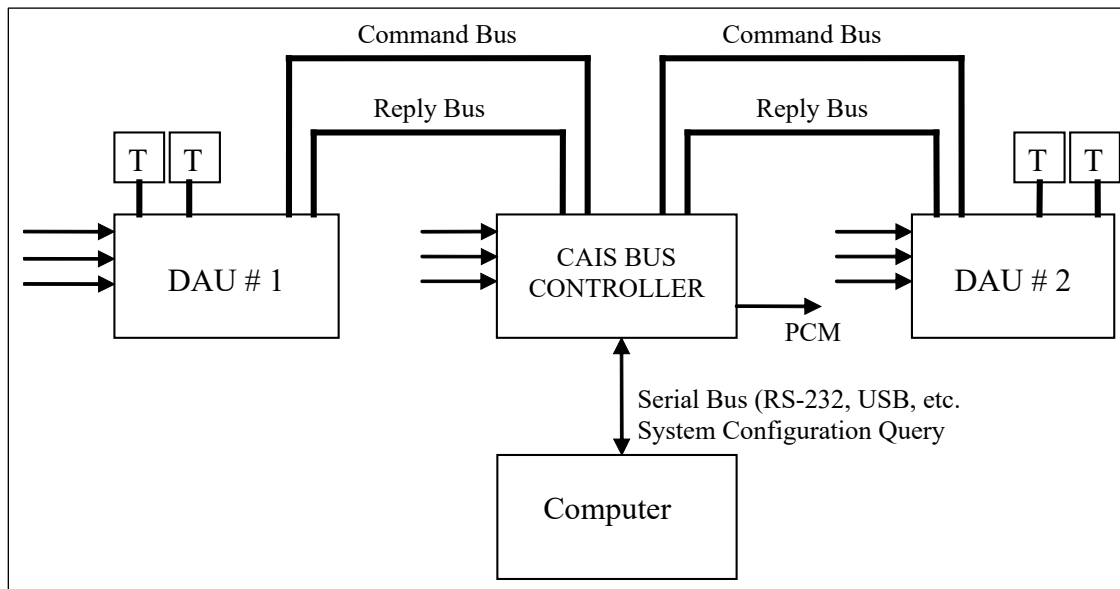 Command Bus
Command Bus
Reply Bus
Reply Bus
T
T
T
T
DAU # 1
CAIS BUS
CONTROLLER
DAU # 2
PCM
Serial Bus (RS-232, USB, etc.
System Configuration Query
Computer